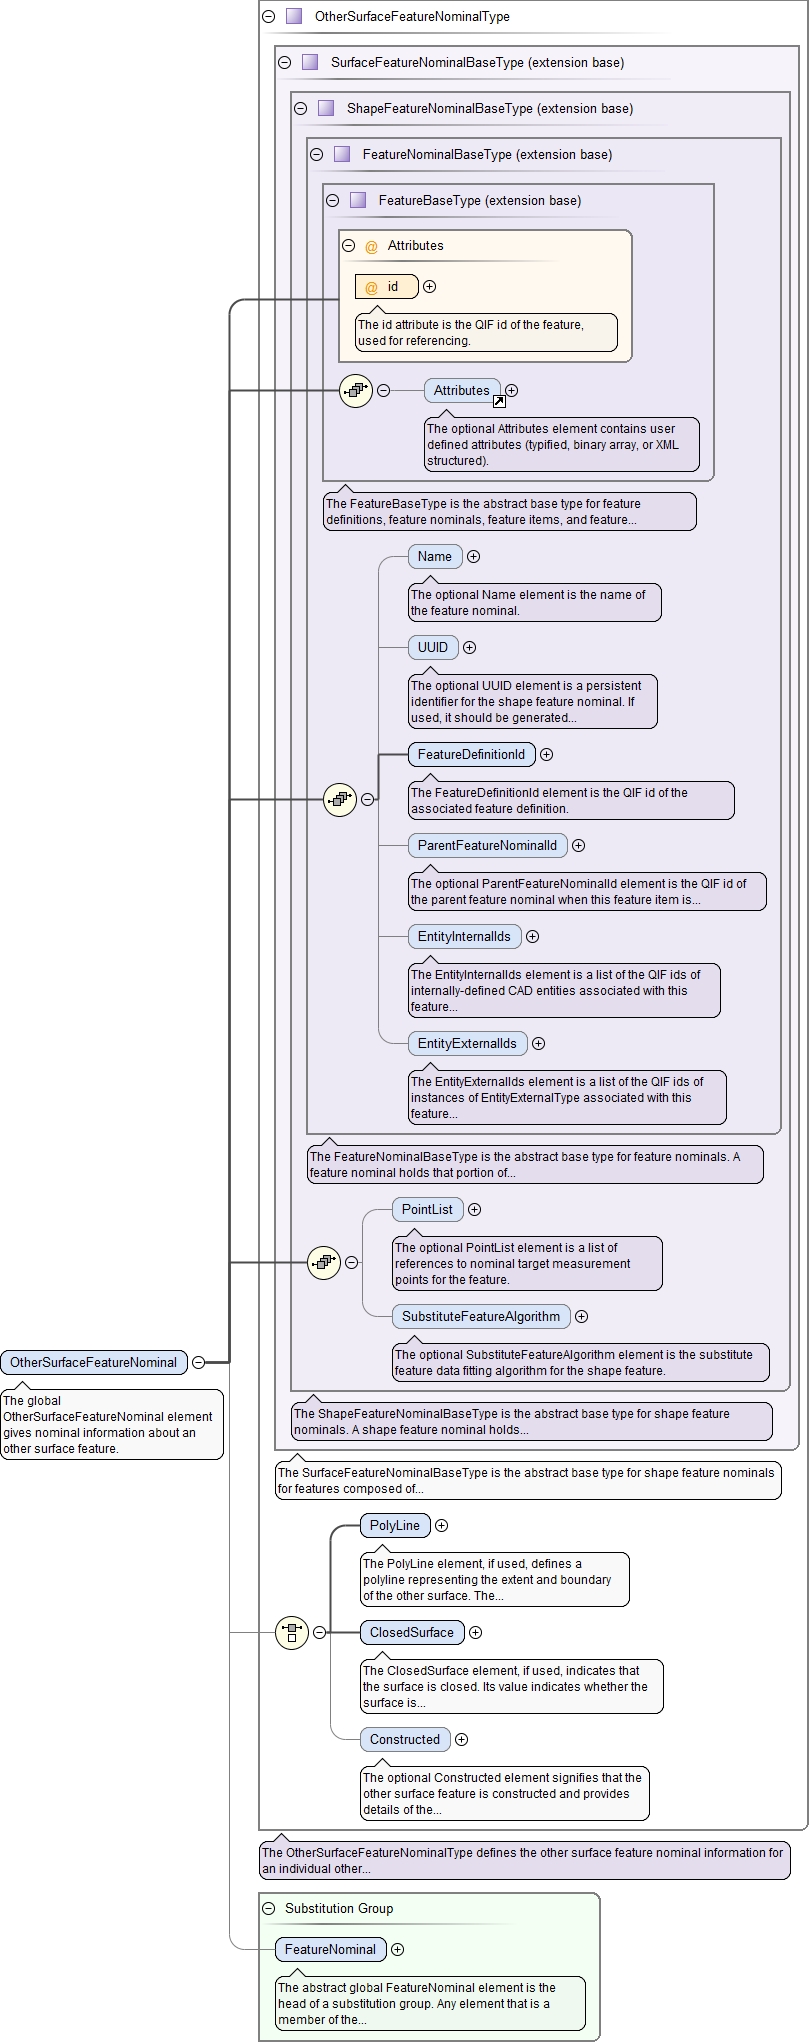 OtherSurfaceFeatureNominalType
SurfaceFeatureNominalBaseType (extension base)
ShapeFeatureNominalBaseType (extension base)
FeatureNominalBaseType (extension base)
FeatureBaseType (extension base)
@ Attributes
@ id
The id attribute is the QIF id of the feature,
used for referencing.
Attributes
The optional Attributes element contains user
defined attributes (typified, binary array, or XML
structured).
The FeatureBaseType is the abstract base type for feature
definitions, feature nominals, feature items, and feature...
Name
The optional Name element is the name of
the feature nominal.
UUID
The optional UUID element is a persistent
identifier for the shape feature nominal. If
used, it should be generated...
FeatureDefinitionId
The FeatureDefinitionId element is the QIF id of the
associated feature definition.
ParentFeatureNominalId
The optional ParentFeatureNominalId element is the QIF id of
the parent feature nominal when this feature item is...
EntityInternalIds
The EntityInternalIds element is a list of the QIF ids of
internally-defined CAD entities associated with this
feature...
EntityExternalIds
The EntityExternalIds element is a list of the QIF ids of
instances of EntityExternalType associated with this
feature...
The FeatureNominalBaseType is the abstract base type for feature nominals. A
feature nominal holds that portion of...
PointList
The optional PointList element is a list of
references to nominal target measurement
points for the feature.
SubstituteFeatureAlgorithm
The optional SubstituteFeatureAlgorithm element is the substitute
feature data fitting algorithm for the shape feature.
OtherSurfaceFeatureNominal
The global
OtherSurfaceFeatureNominal element
gives nominal information about an
other surface feature.
The ShapeFeatureNominalBaseType is the abstract base type for shape feature
nominals. A shape feature nominal holds...
The SurfaceFeatureNominalBaseType is the abstract base type for shape feature nominals
for features composed of...
PolyLine
The PolyLine element, if used, defines a
polyline representing the extent and boundary
of the other surface. The...
ClosedSurface
The ClosedSurface element, if used, indicates that
the surface is closed. Its value indicates whether the
surface is...
Constructed
The optional Constructed element signifies that the
other surface feature is constructed and provides
details of the...
The OtherSurfaceFeatureNominalType defines the other surface feature nominal information for
an individual other...
Substitution Group
FeatureNominal
The abstract global FeatureNominal element is the
head of a substitution group. Any element that is a
member of the...